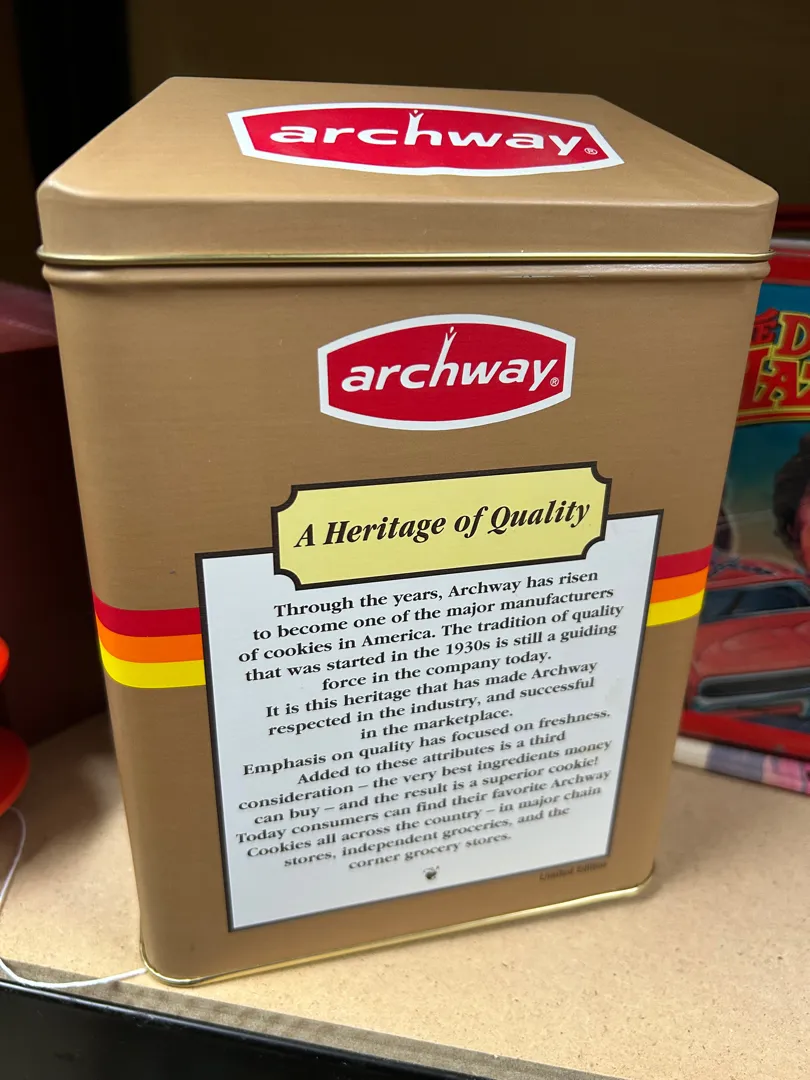 archway®
archway®
A Heritage of Quality
Through the years, Archway has risen
to become one of the major manufacturers
of cookies in America. The tradition of quality
that was started in the 1930s is still a guiding
force in the company today.
It is this heritage that has made Archway
respected in the industry, and successful
in the marketplace.
Emphasis on quality has focused on freshness.
Added to these attributes is a third
consideration – the very best ingredients money
can buy – and the result is a superior cookie!
Today consumers can find their favorite Archway
Cookies all across the country – in major chain
stores, independent groceries, and the
corner grocery stores.
Limited Edition